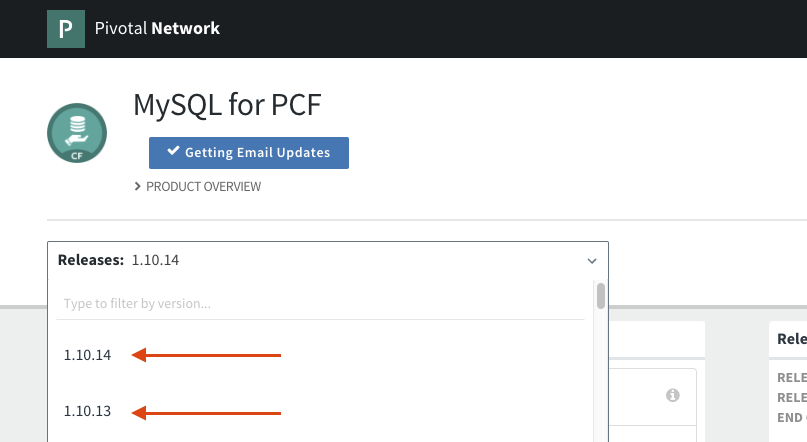 P Pivotal Network
MySQL for PCF
CF
Getting Email Updates
PRODUCT OVERVIEW
Releases: 1.10.14
Type to filter by version...
1.10.14
1.10.13
Rele
RELE
RELE
END